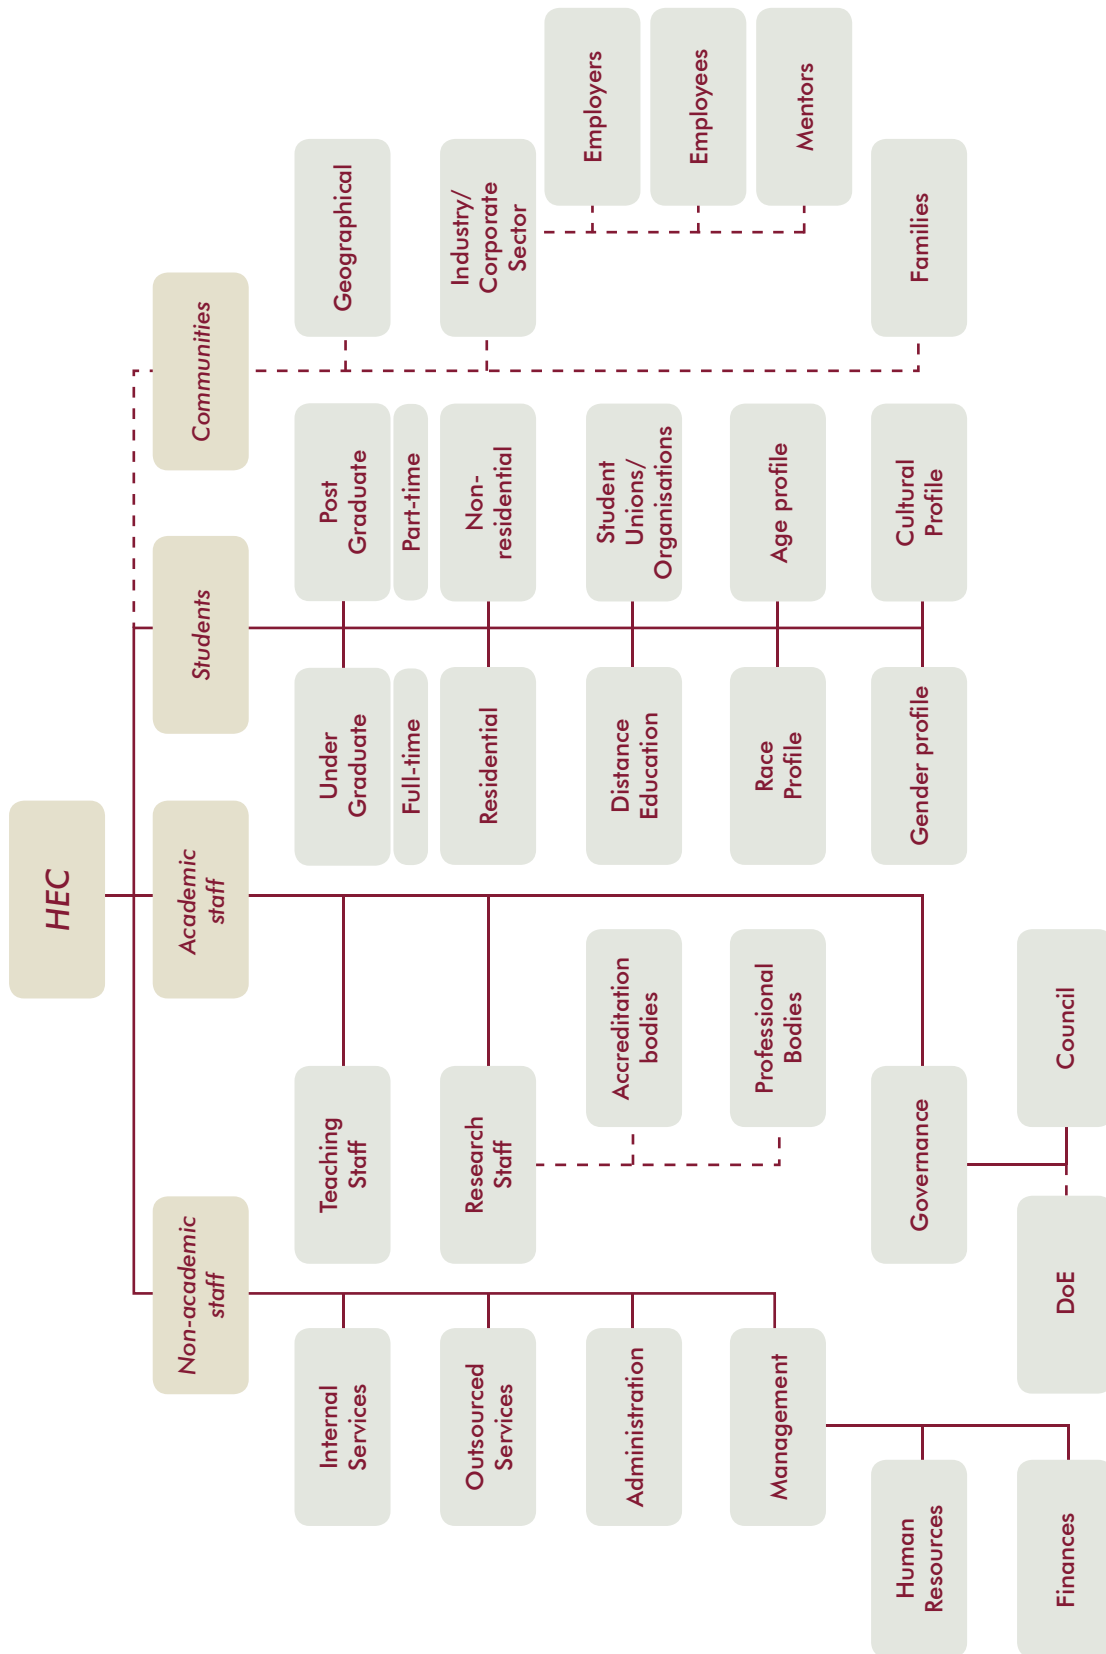 HEC
Non-academic
staff
Academic
staff
Students
Communities
Internal
Services
Teaching
Staff
Under
Graduate
Post
Graduate
Geographical
Full-time
Part-time
Outsourced
Services
Research
Staff
Residential
Non-
residential
Industry/
Corporate
Sector
Administration
Accreditation
bodies
Distance
Education
Student
Unions/
Organisations
Employers
Employees
Mentors
Management
Professional
Bodies
Race
Profile
Age profile
Human
Resources
Governance
Gender profile
Cultural
Profile
Families
Finances
DoE
Council